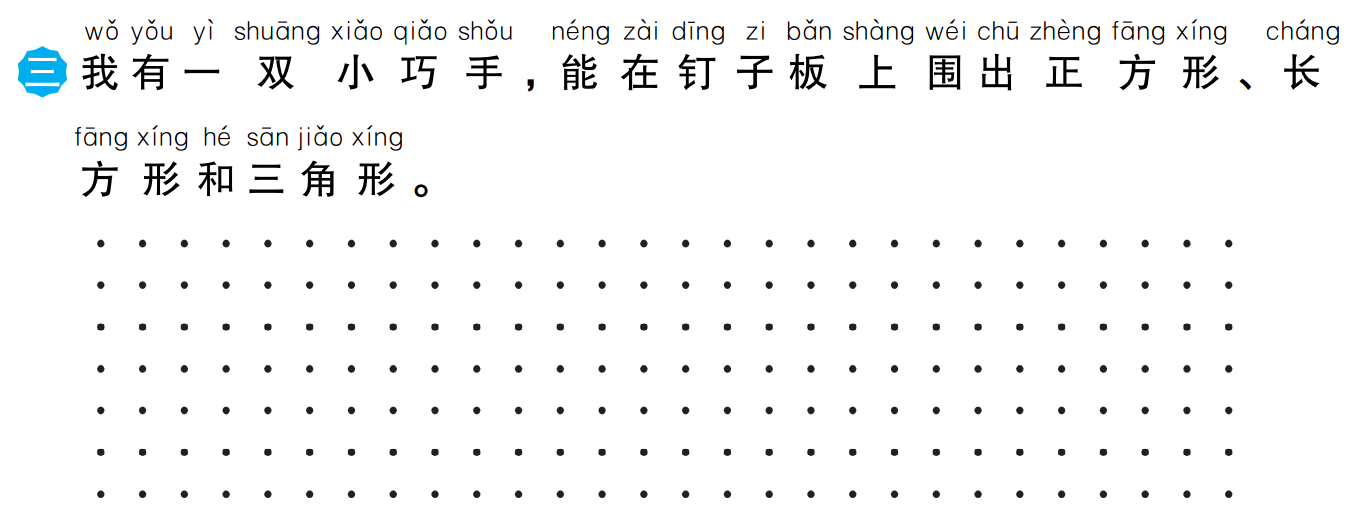 wǒ yǒu yì shuāng xiǎo qiǎo shǒu néng zài dīng zi bǎn shàng wéi chū zhèng fāng xíng cháng
三 我有一双小巧手，能在钉子板上围出正方形、长
fāng xíng hé sān jiǎo xíng
方形和三角形。